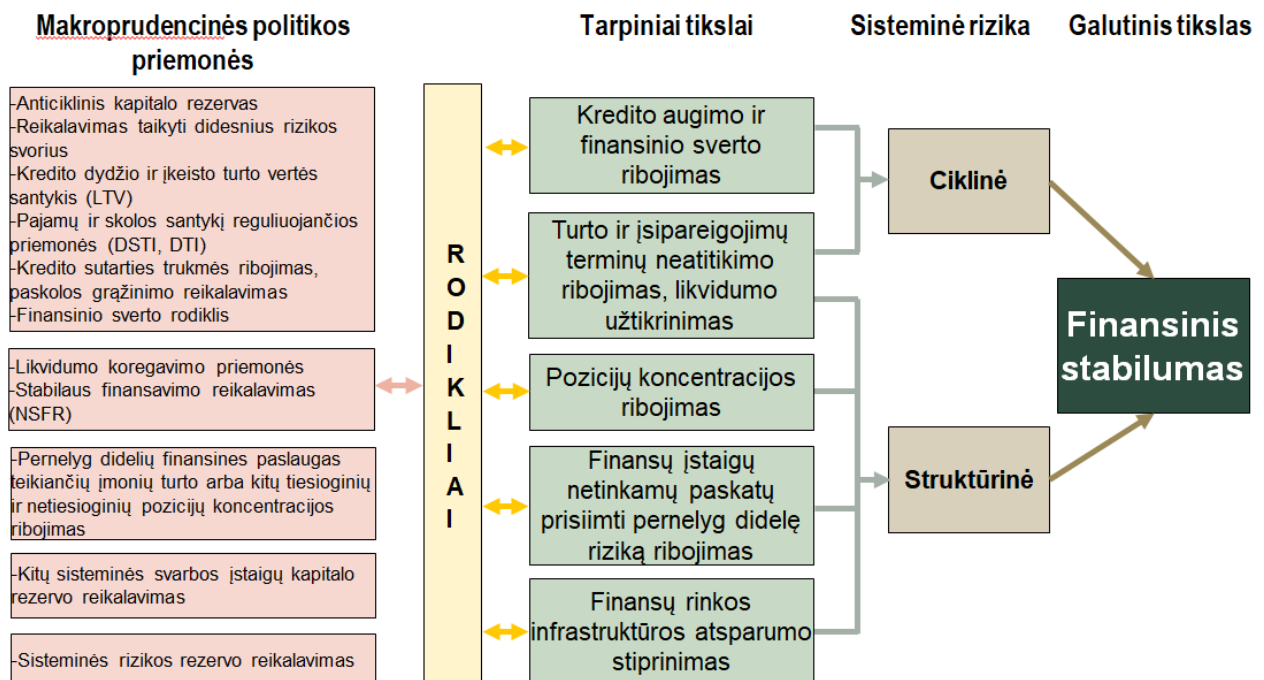 Makroprudencinės politikos
priemonės
Tarpiniai tikslai
Sisteminė rizika
Galutinis tikslas
-Anticiklinis kapitalo rezervas
-Reikalavimas taikyti didesnius rizikos
svorius
-Kredito dydžio ir įkeisto turto vertės
santykis (LTV)
-Pajamų ir skolos santykį reguliuojančios
priemonės (DSTI, DTI)
-Kredito sutarties trukmės ribojimas,
paskolos grąžinimo reikalavimas
-Finansinio sverto rodiklis
-Likvidumo koregavimo priemonės
-Stabilaus finansavimo reikalavimas
(NSFR)
-Pernelyg didelių finansines paslaugas
teikiančių įmonių turto arba kitų tiesioginių
ir netiesioginių pozicijų koncentracijos
ribojimas
-Kitų sisteminės svarbos įstaigų kapitalo
rezervo reikalavimas
-Sisteminės rizikos rezervo reikalavimas
R
O
D
I
K
L
I
A
I
Kredito augimo ir
finansinio sverto
ribojimas
Turto ir įsipareigojimų
terminų neatitikimo
ribojimas, likvidumo
užtikrinimas
Pozicijų koncentracijos
ribojimas
Finansų įstaigų
netinkamų paskatų
prisiimti pernelyg didelę
riziką ribojimas
Finansų rinkos
infrastruktūros atsparumo
stiprinimas
Ciklinė
Struktūrinė
Finansinis
stabilumas